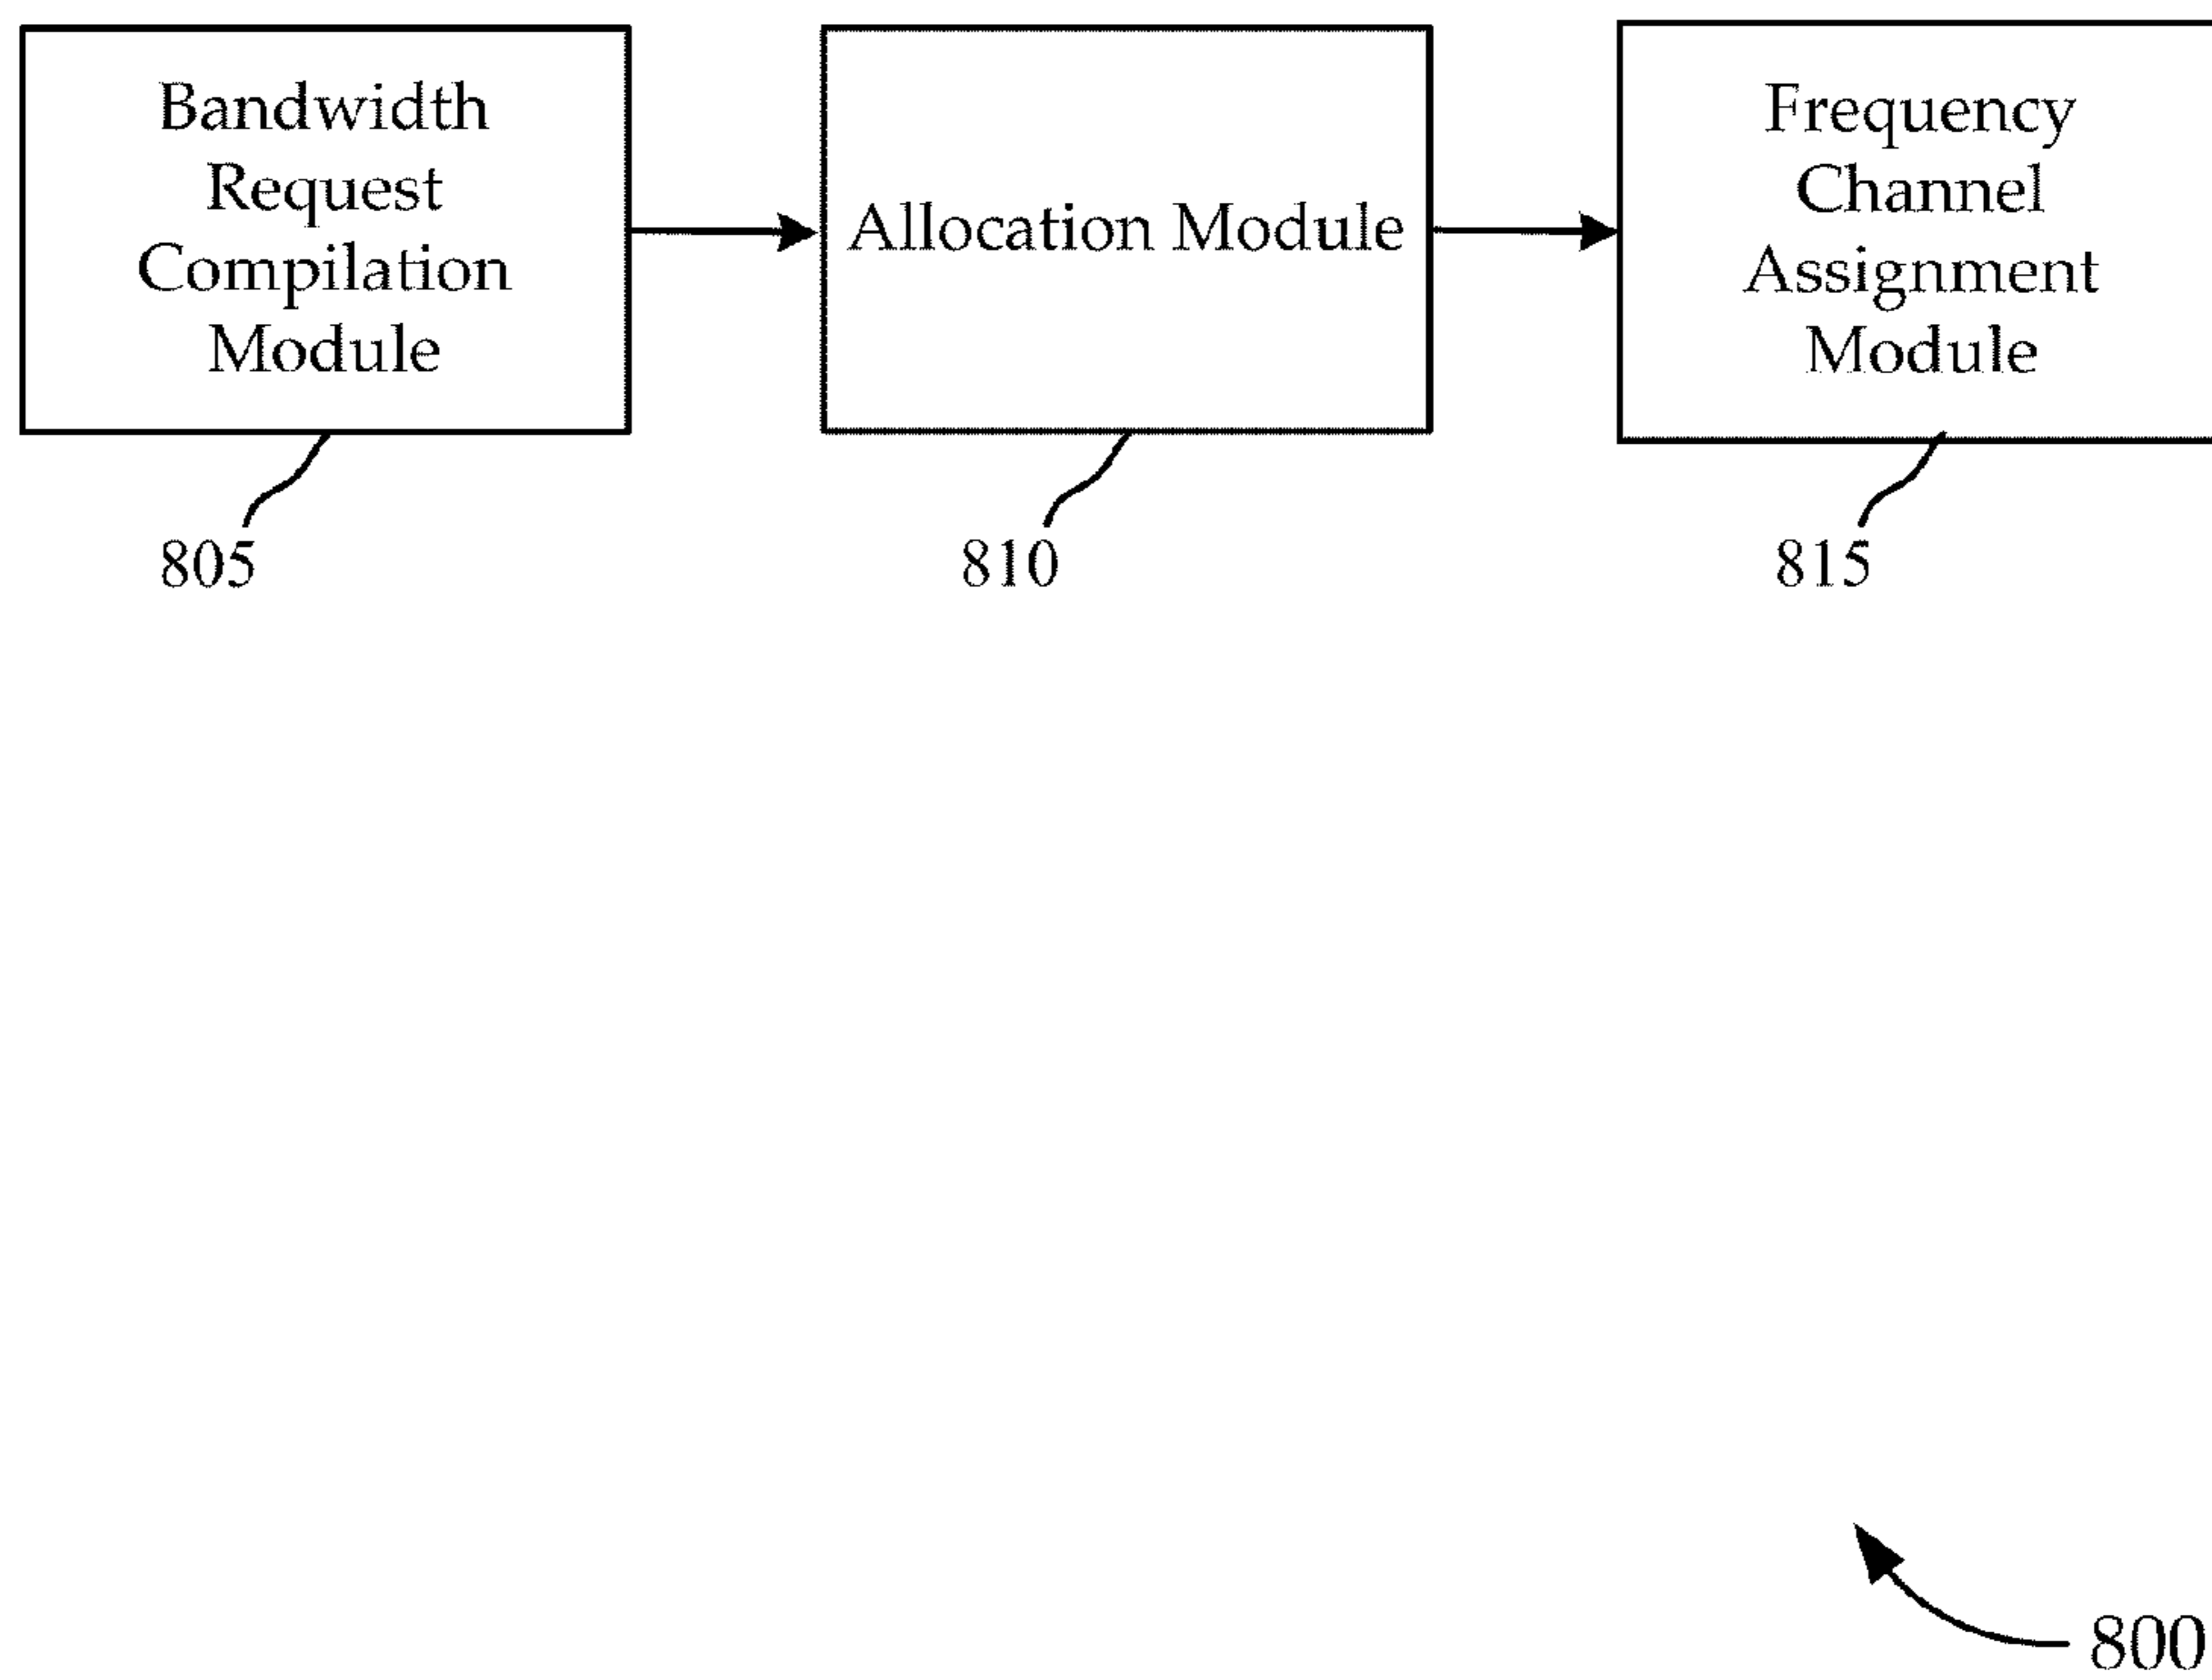 Bandwidth
Request
Compilation
Module
Allocation Module
Frequency
Channel
Assignment
Module
805
810
815
800